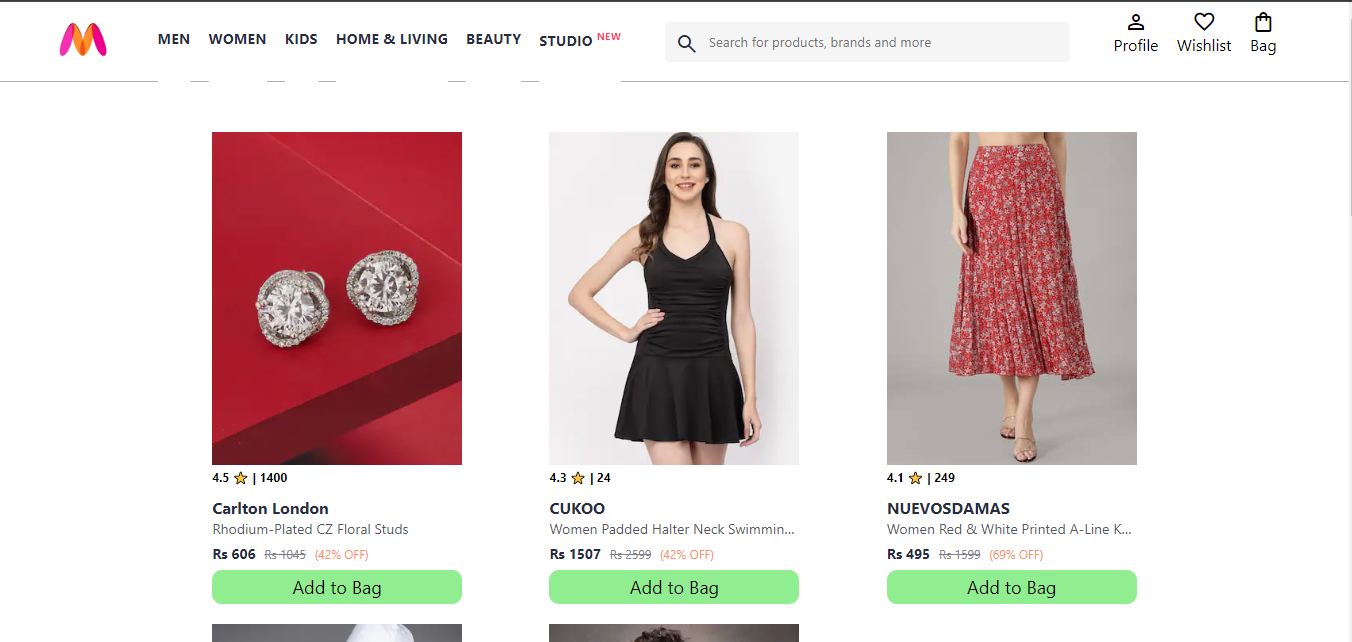 MEN WOMEN KIDS HOME & LIVING BEAUTY STUDIO NEW
Search for products, brands and more
Profile Wishlist Bag
4.5 | 1400
Carlton London
Rhodium-Plated CZ Floral Studs
Rs 606 Rs 1045 (42% OFF)
Add to Bag
4.3 | 24
CUKOO
Women Padded Halter Neck Swimmin...
Rs 1507 Rs 2599 (42% OFF)
Add to Bag
4.1 | 249
NUEVOSDAMAS
Women Red & White Printed A-Line K...
Rs 495 Rs 1599 (69% OFF)
Add to Bag